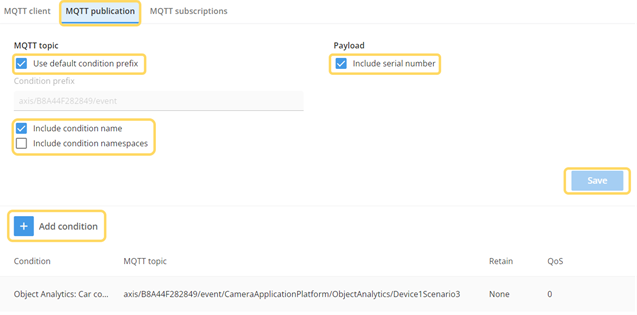 MQTT client MQTT publication MQTT subscriptions
MQTT topic Payload
Use default condition prefix Include serial number
Condition prefix
axis/B8A44F282849/event
Include condition name
Include condition namespaces
Save
+ Add condition
Condition MQTT topic Retain QoS
Object Analytics: Car co... axis/B8A44F282849/event/CameraApplicationPlatform/ObjectAnalytics/Device1Scenario3 None 0